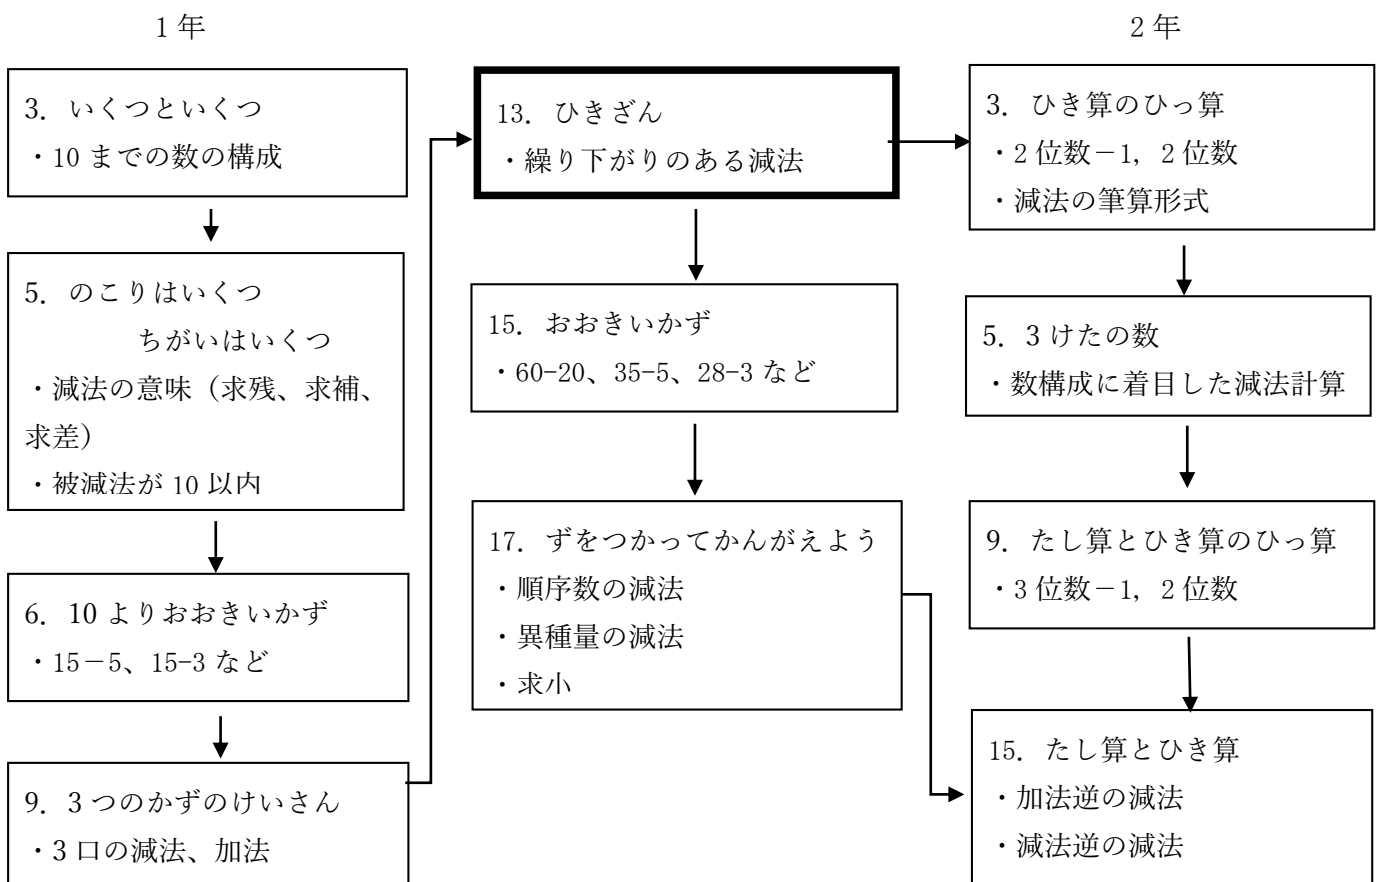 1年
3. いくつといくつ
・10までの数の構成
5. のこりはいくつ
ちがいはいくつ
・減法の意味（求残、求補、
求差）
・被減法が 10 以内
6. 10よりおおきいかず
・15－5、15-3 など
9. 3つのかずのけいさん
・3口の減法、加法
13. ひきざん
・繰り下がりのある減法
15. おおきいかず
・60-20、35-5、28-3 など
17. ずをつかってかんがえよう
・順序数の減法
・異種量の減法
・求小
2年
3. ひき算のひっ算
・2位数－1, 2位数
・減法の筆算形式
5. 3けたの数
・数構成に着目した減法計算
9. たし算とひき算のひっ算
・3位数－1, 2位数
15. たし算とひき算
・加法逆の減法
・減法逆の減法